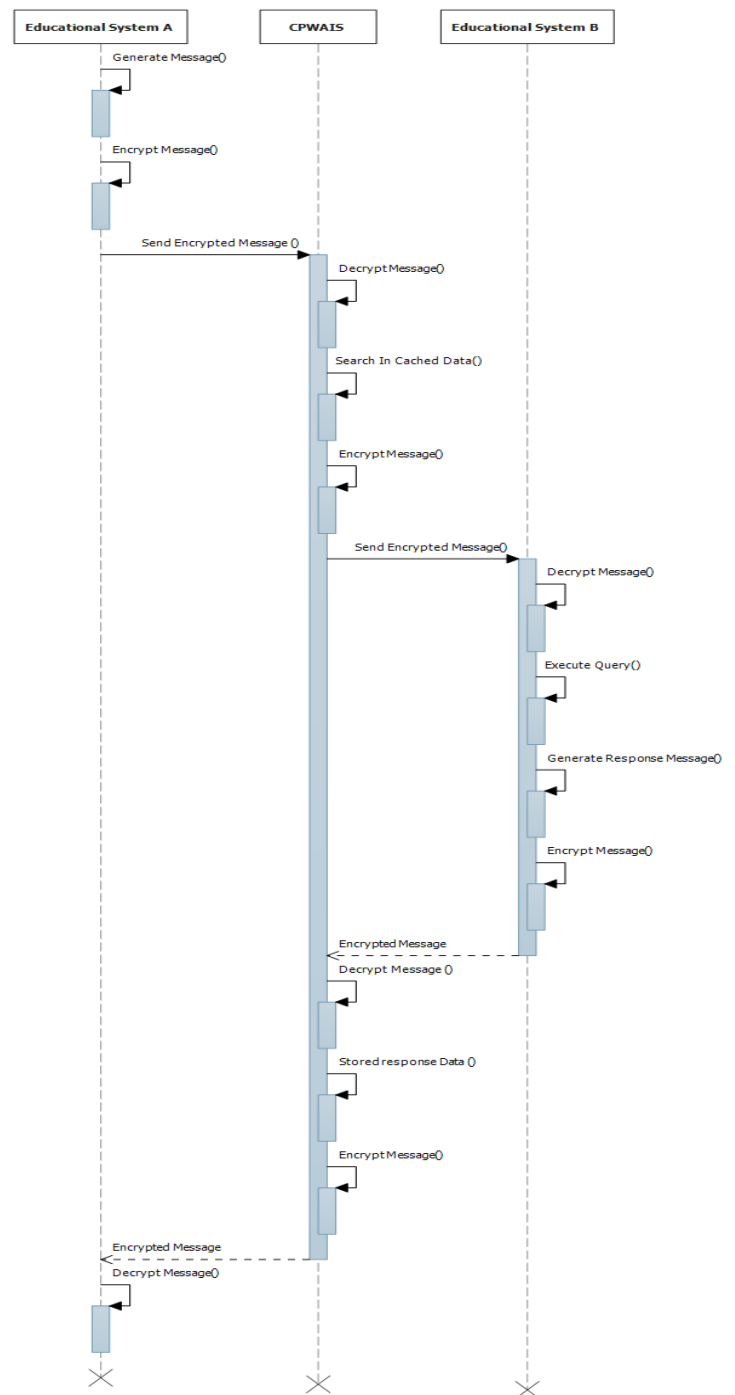 Educational System A
CPWAIS
Educational System B
Generate Message()
Encrypt Message()
Send Encrypted Message ()
Decrypt Message()
Search In Cached Data()
Encrypt Message()
Send Encrypted Message()
Decrypt Message()
Execute Query()
Generate Response Message()
Encrypt Message()
Encrypted Message
Decrypt Message ()
Stored response Data ()
Encrypt Message()
Encrypted Message
Decrypt Message()